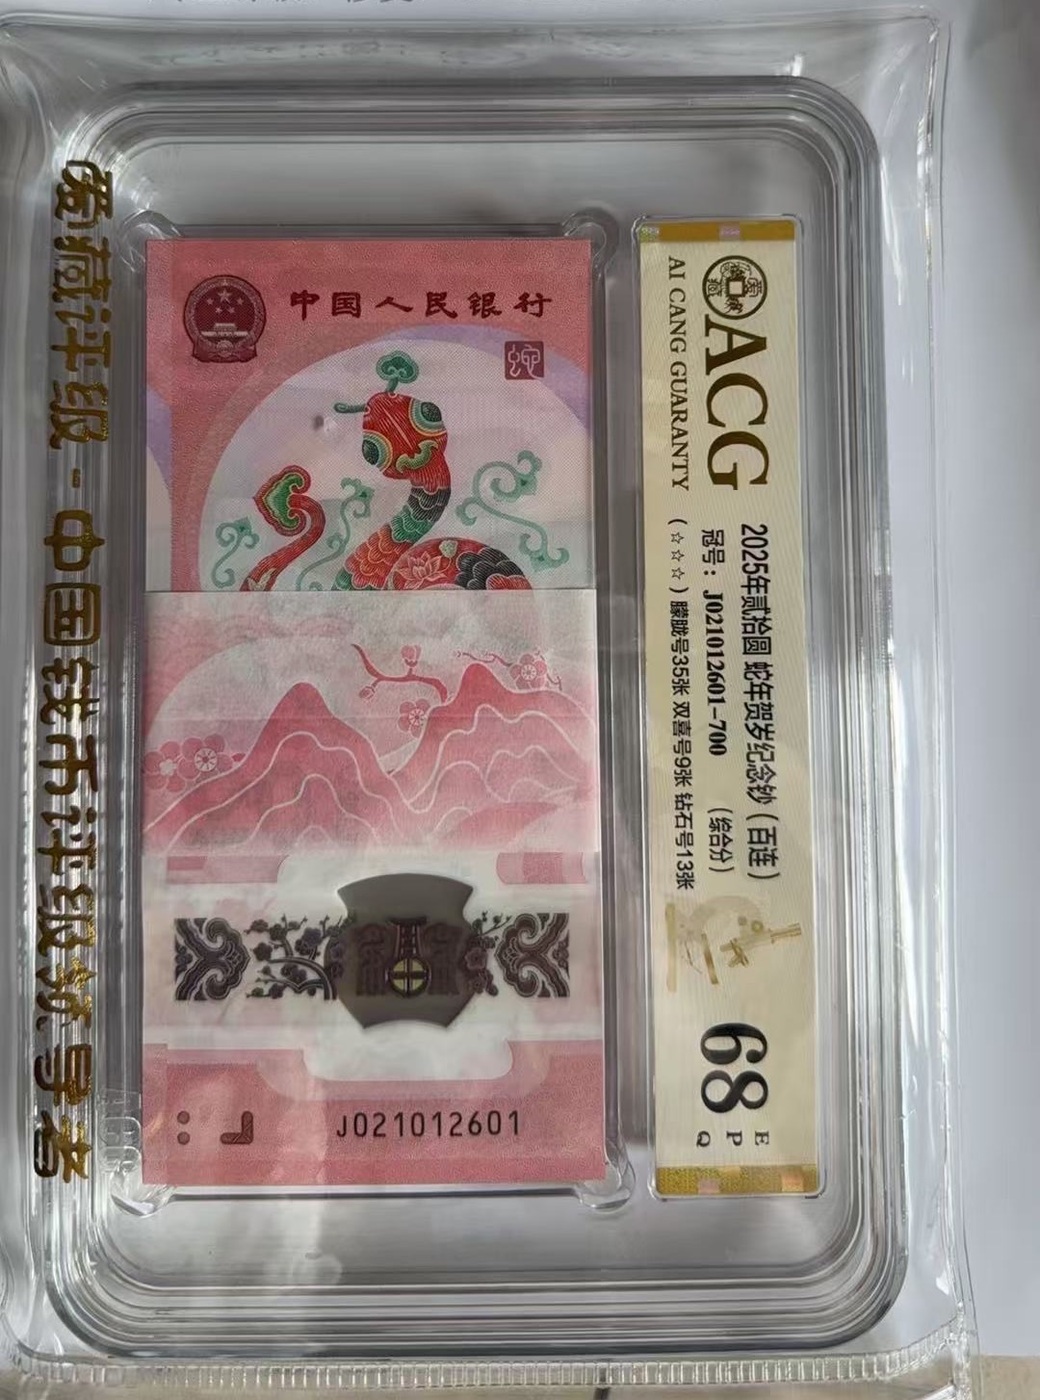 爱藏评级-中国钱币评级领导者
中国人民银行
蛇
J021012601
ACG
AI CANG GUARANTY
2025年贰拾圆 蛇年贺岁纪念钞（百连）
冠号：J021012601-700 （综合分）
（☆☆☆）朦胧号35张 双喜号9张 钻石号13张
68
E
P
Q